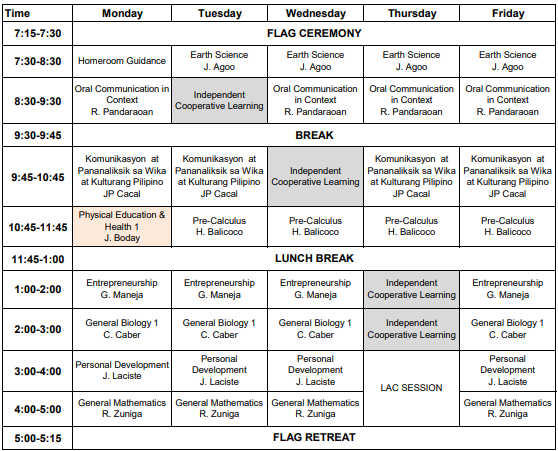 Time Monday Tuesday Wednesday Thursday Friday
7:15-7:30 FLAG CEREMONY
7:30-8:30
Homeroom Guidance
Earth Science
J. Agoo
Earth Science
J. Agoo
Earth Science
J. Agoo
Earth Science
J. Agoo
8:30-9:30
Oral Communication in
Context
R. Pandaraoan
Independent
Cooperative Learning
Oral Communication in
Context
R. Pandaraoan
Oral Communication in
Context
R. Pandaraoan
Oral Communication in
Context
R. Pandaraoan
9:30-9:45 BREAK
9:45-10:45
Komunikasyon at
Pananaliksik sa Wika
at Kulturang Pilipino
JP Cacal
Komunikasyon at
Pananaliksik sa Wika
at Kulturang Pilipino
JP Cacal
Independent
Cooperative Learning
Komunikasyon at
Pananaliksik sa Wika
at Kulturang Pilipino
JP Cacal
Komunikasyon at
Pananaliksik sa Wika
at Kulturang Pilipino
JP Cacal
10:45-11:45
Physical Education &
Health 1
J. Boday
Pre-Calculus
H. Balicoco
Pre-Calculus
H. Balicoco
Pre-Calculus
H. Balicoco
Pre-Calculus
H. Balicoco
11:45-1:00 LUNCH BREAK
1:00-2:00
Entrepreneurship
G. Maneja
Entrepreneurship
G. Maneja
Entrepreneurship
G. Maneja
Independent
Cooperative Learning
Entrepreneurship
G. Maneja
2:00-3:00
General Biology 1
C. Caber
General Biology 1
C. Caber
General Biology 1
C. Caber
Independent
Cooperative Learning
General Biology 1
C. Caber
3:00-4:00
Personal Development
J. Laciste
Personal
Development
J. Laciste
Personal
Development
J. Laciste
LAC SESSION
Personal
Development
J. Laciste
4:00-5:00
General Mathematics
R. Zuniga
General Mathematics
R. Zuniga
General Mathematics
R. Zuniga
General Mathematics
R. Zuniga
5:00-5:15 FLAG RETREAT